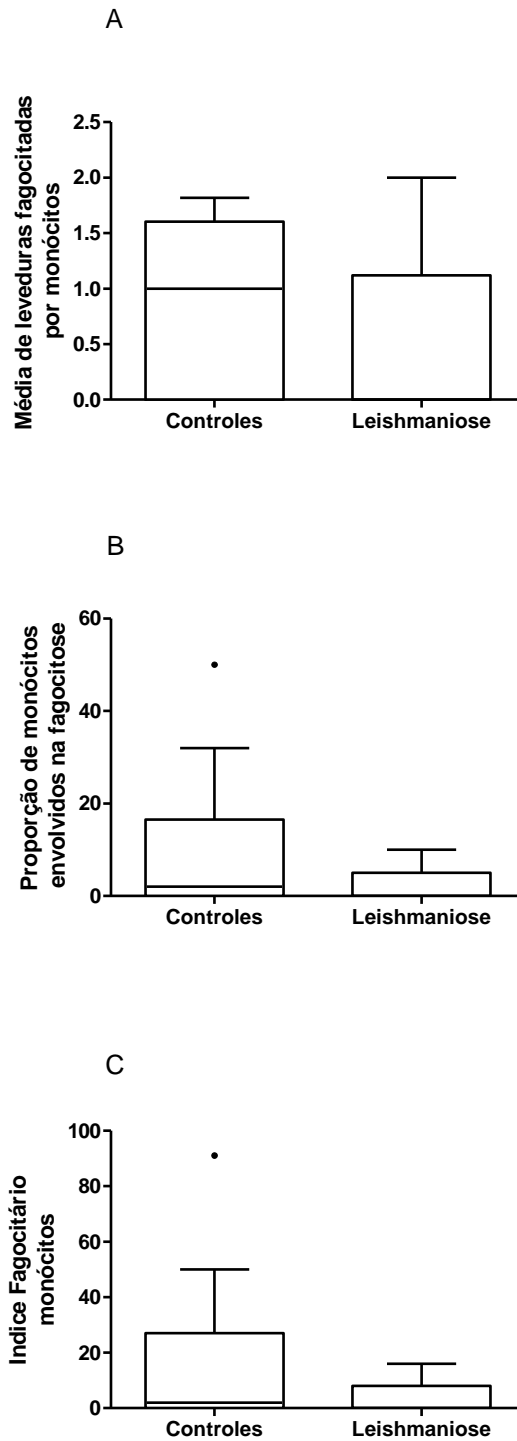 A
Média de leveduras fagocitadas
por monócitos
2.5
2.0
1.5
1.0
0.5
0.0
Controles Leishmaniose
B
Proporção de monócitos
envolvidos na fagocitose
60
40
20
0
Controles Leishmaniose
C
Indice Fagocitário
monócitos
100
80
60
40
20
0
Controles Leishmaniose